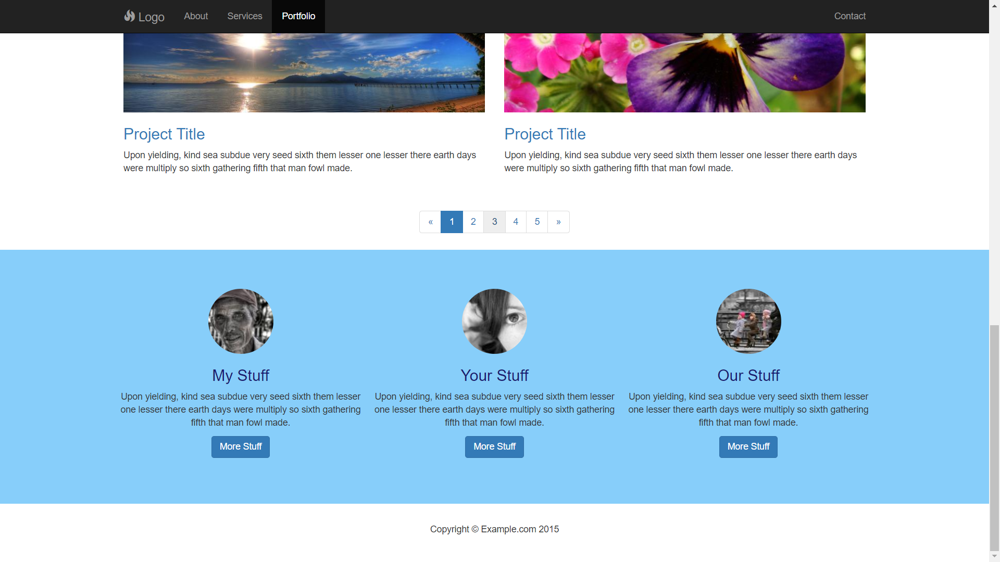 Logo About Services Portfolio Contact
Project Title
Upon yielding, kind sea subdue very seed sixth them lesser one lesser there earth days
were multiply so sixth gathering fifth that man fowl made.
Project Title
Upon yielding, kind sea subdue very seed sixth them lesser one lesser there earth days
were multiply so sixth gathering fifth that man fowl made.
« 1 2 3 4 5 »
My Stuff
Upon yielding, kind sea subdue very seed sixth them lesser
one lesser there earth days were multiply so sixth gathering
fifth that man fowl made.
More Stuff
Your Stuff
Upon yielding, kind sea subdue very seed sixth them lesser
one lesser there earth days were multiply so sixth gathering
fifth that man fowl made.
More Stuff
Our Stuff
Upon yielding, kind sea subdue very seed sixth them lesser
one lesser there earth days were multiply so sixth gathering
fifth that man fowl made.
More Stuff
Copyright © Example.com 2015